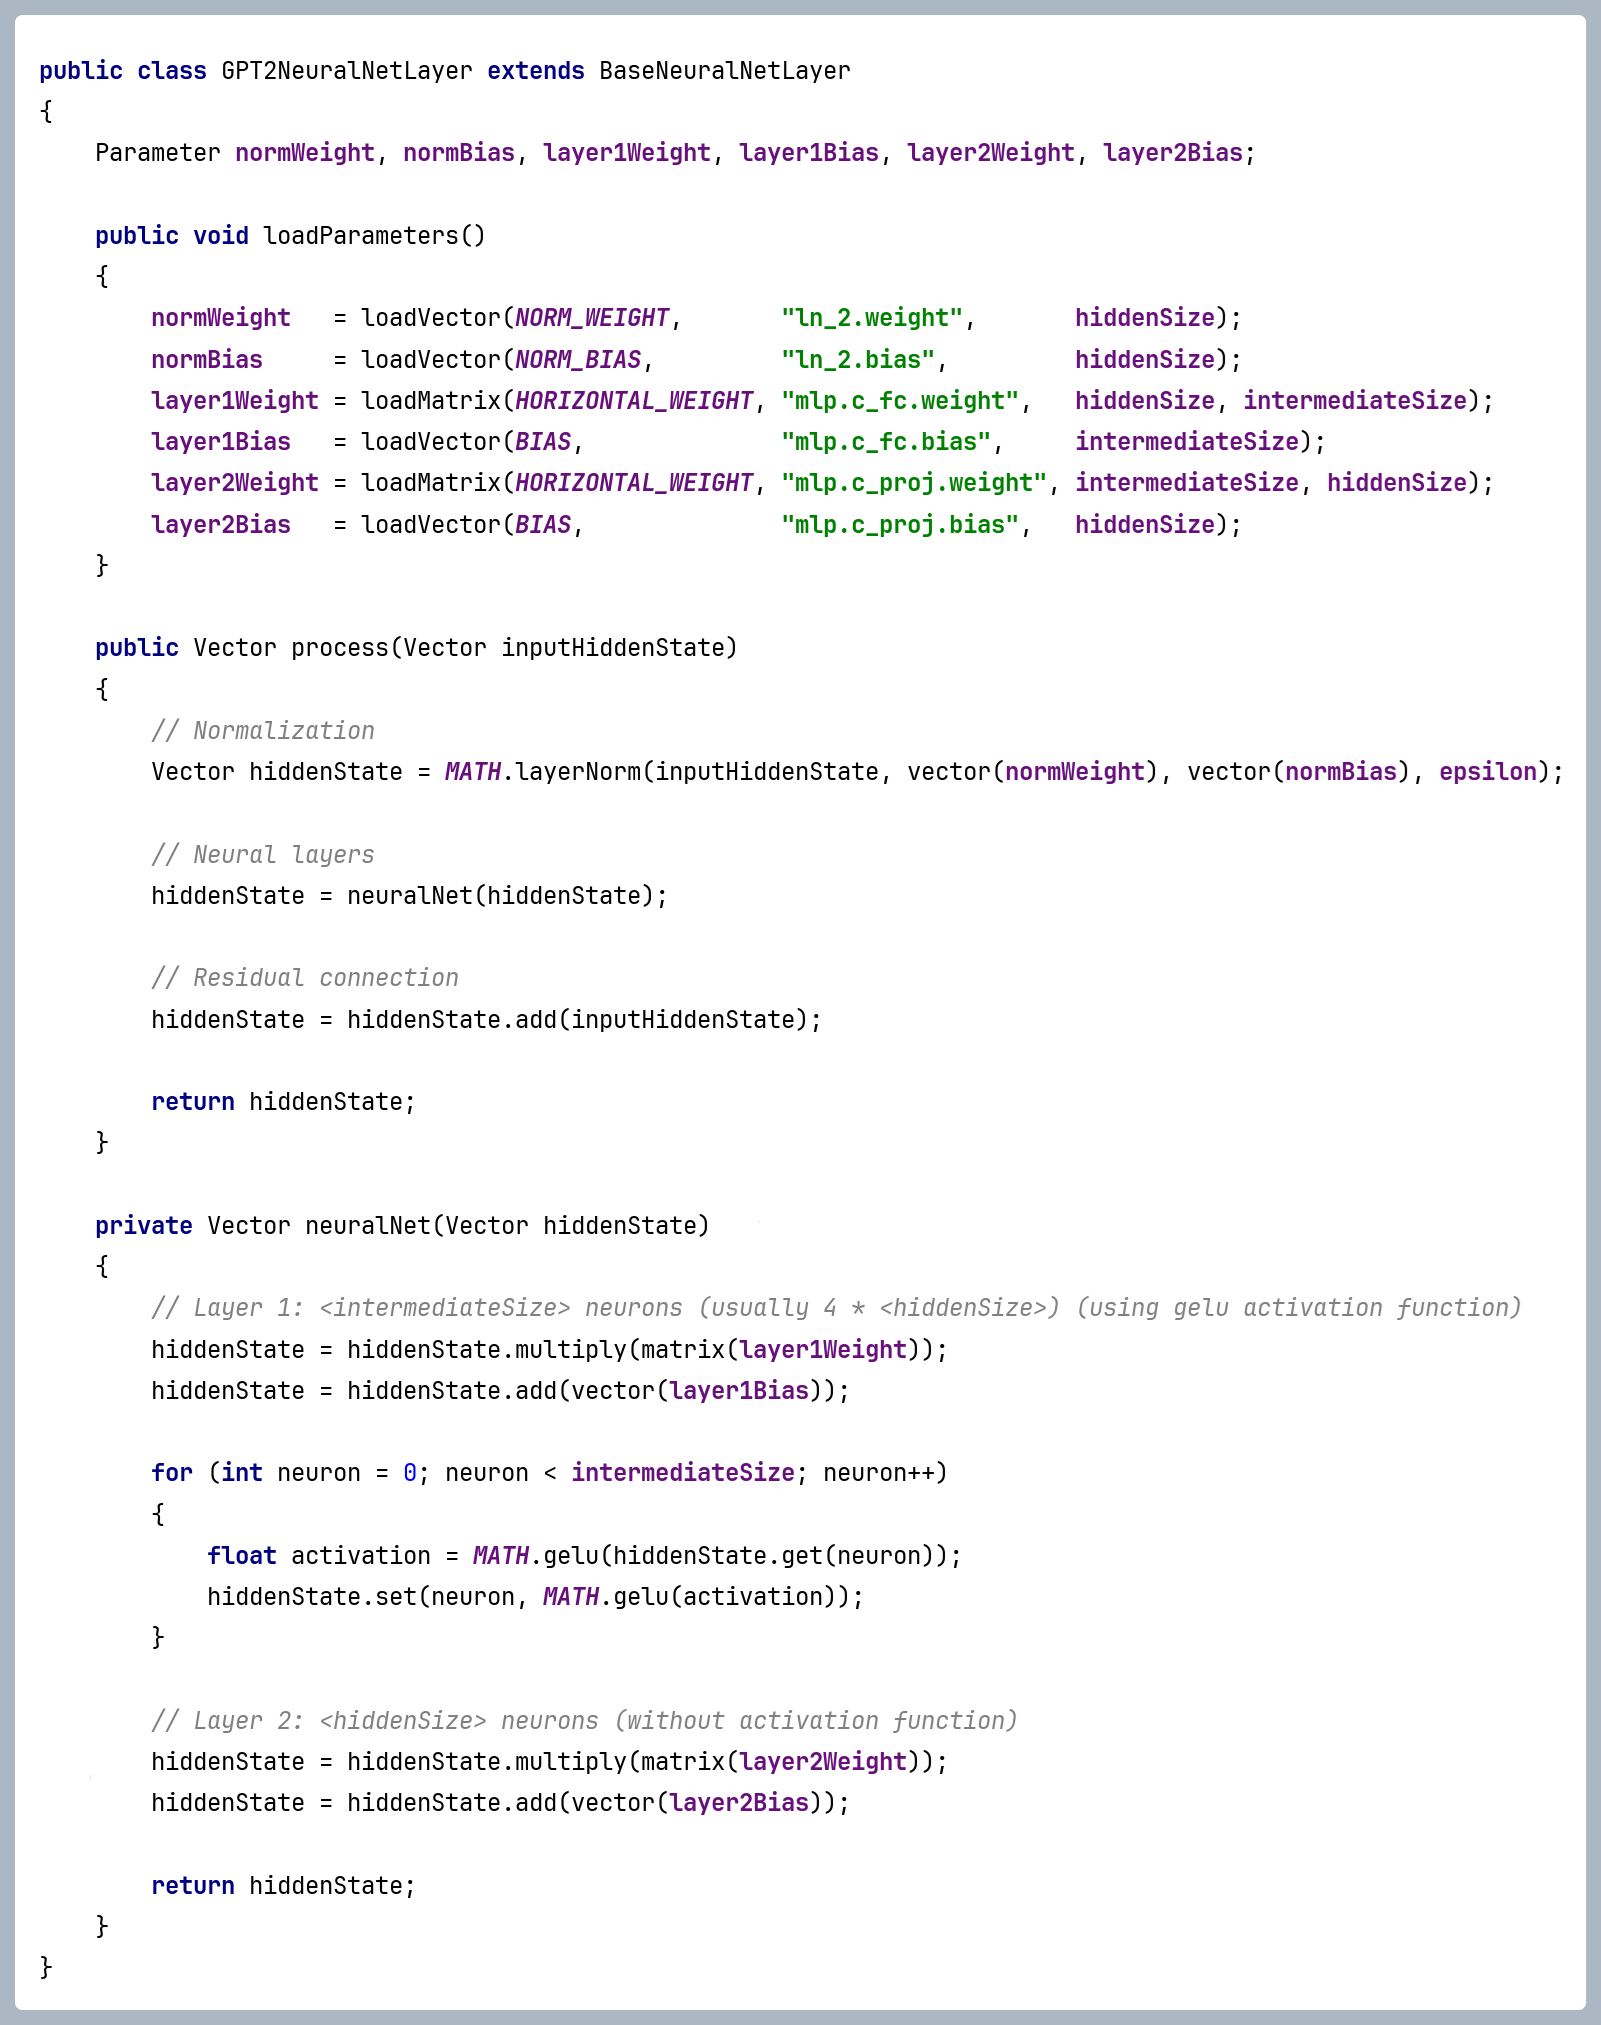 public class GPT2NeuralNetLayer extends BaseNeuralNetLayer
{
    Parameter normWeight, normBias, layer1Weight, layer1Bias, layer2Weight, layer2Bias;

    public void loadParameters()
    {
        normWeight   = loadVector(NORM_WEIGHT,       "ln_2.weight",       hiddenSize);
        normBias     = loadVector(NORM_BIAS,         "ln_2.bias",         hiddenSize);
        layer1Weight = loadMatrix(HORIZONTAL_WEIGHT, "mlp.c_fc.weight",   hiddenSize, intermediateSize);
        layer1Bias   = loadVector(BIAS,              "mlp.c_fc.bias",     intermediateSize);
        layer2Weight = loadMatrix(HORIZONTAL_WEIGHT, "mlp.c_proj.weight", intermediateSize, hiddenSize);
        layer2Bias   = loadVector(BIAS,              "mlp.c_proj.bias",   hiddenSize);
    }

    public Vector process(Vector inputHiddenState)
    {
        // Normalization
        Vector hiddenState = MATH.layerNorm(inputHiddenState, vector(normWeight), vector(normBias), epsilon);

        // Neural layers
        hiddenState = neuralNet(hiddenState);

        // Residual connection
        hiddenState = hiddenState.add(inputHiddenState);

        return hiddenState;
    }

    private Vector neuralNet(Vector hiddenState)
    {
        // Layer 1: <intermediateSize> neurons (usually 4 * <hiddenSize>) (using gelu activation function)
        hiddenState = hiddenState.multiply(matrix(layer1Weight));
        hiddenState = hiddenState.add(vector(layer1Bias));

        for (int neuron = 0; neuron < intermediateSize; neuron++)
        {
            float activation = MATH.gelu(hiddenState.get(neuron));
            hiddenState.set(neuron, MATH.gelu(activation));
        }

        // Layer 2: <hiddenSize> neurons (without activation function)
        hiddenState = hiddenState.multiply(matrix(layer2Weight));
        hiddenState = hiddenState.add(vector(layer2Bias));

        return hiddenState;
    }
}